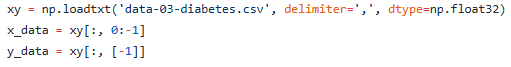 xy = np.loadtxt('data-03-diabetes.csv', delimiter=',', dtype=np.float32)
x_data = xy[:, 0:-1]
y_data = xy[:, [-1]]